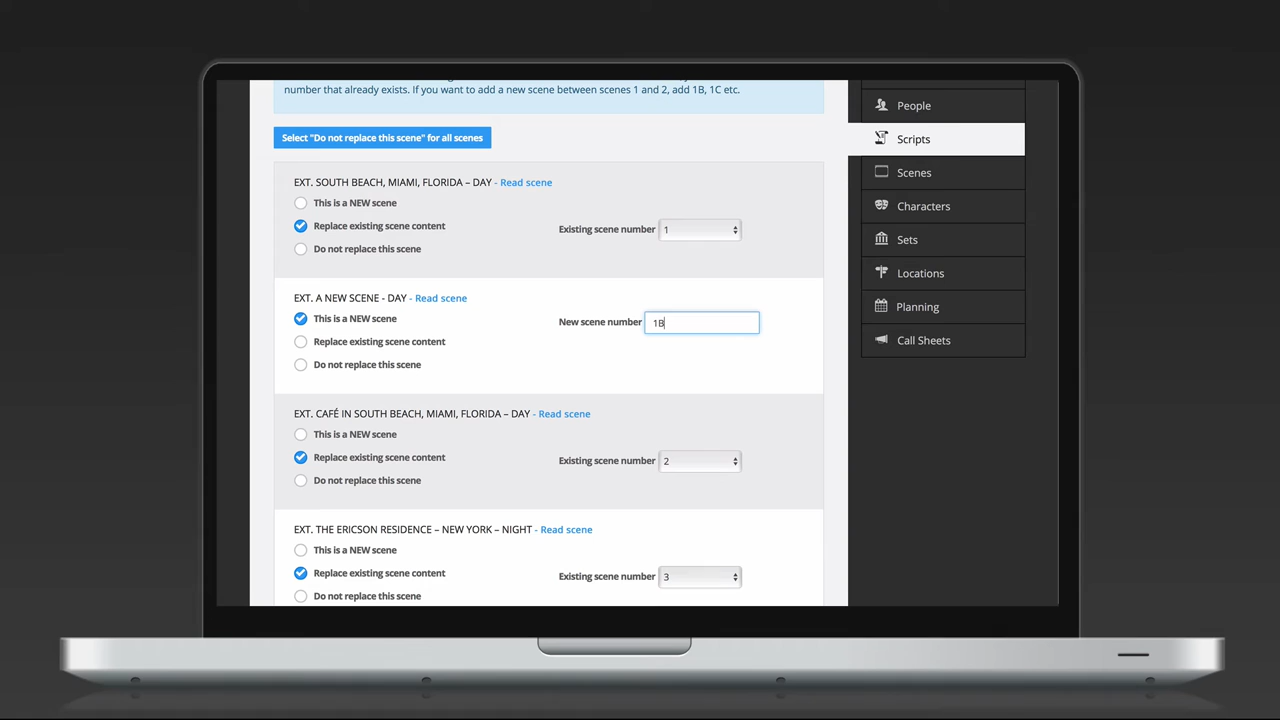 number that already exists. If you want to add a new scene between scenes 1 and 2, add 1B, 1C etc.
Select "Do not replace this scene" for all scenes
EXT. SOUTH BEACH, MIAMI, FLORIDA – DAY - Read scene
This is a NEW scene
Replace existing scene content
Existing scene number 1
Do not replace this scene
EXT. A NEW SCENE - DAY - Read scene
This is a NEW scene
New scene number 1B
Replace existing scene content
Do not replace this scene
EXT. CAFÉ IN SOUTH BEACH, MIAMI, FLORIDA – DAY - Read scene
This is a NEW scene
Replace existing scene content
Existing scene number 2
Do not replace this scene
EXT. THE ERICSON RESIDENCE – NEW YORK – NIGHT - Read scene
This is a NEW scene
Replace existing scene content
Existing scene number 3
Do not replace this scene
People
Scripts
Scenes
Characters
Sets
Locations
Planning
Call Sheets